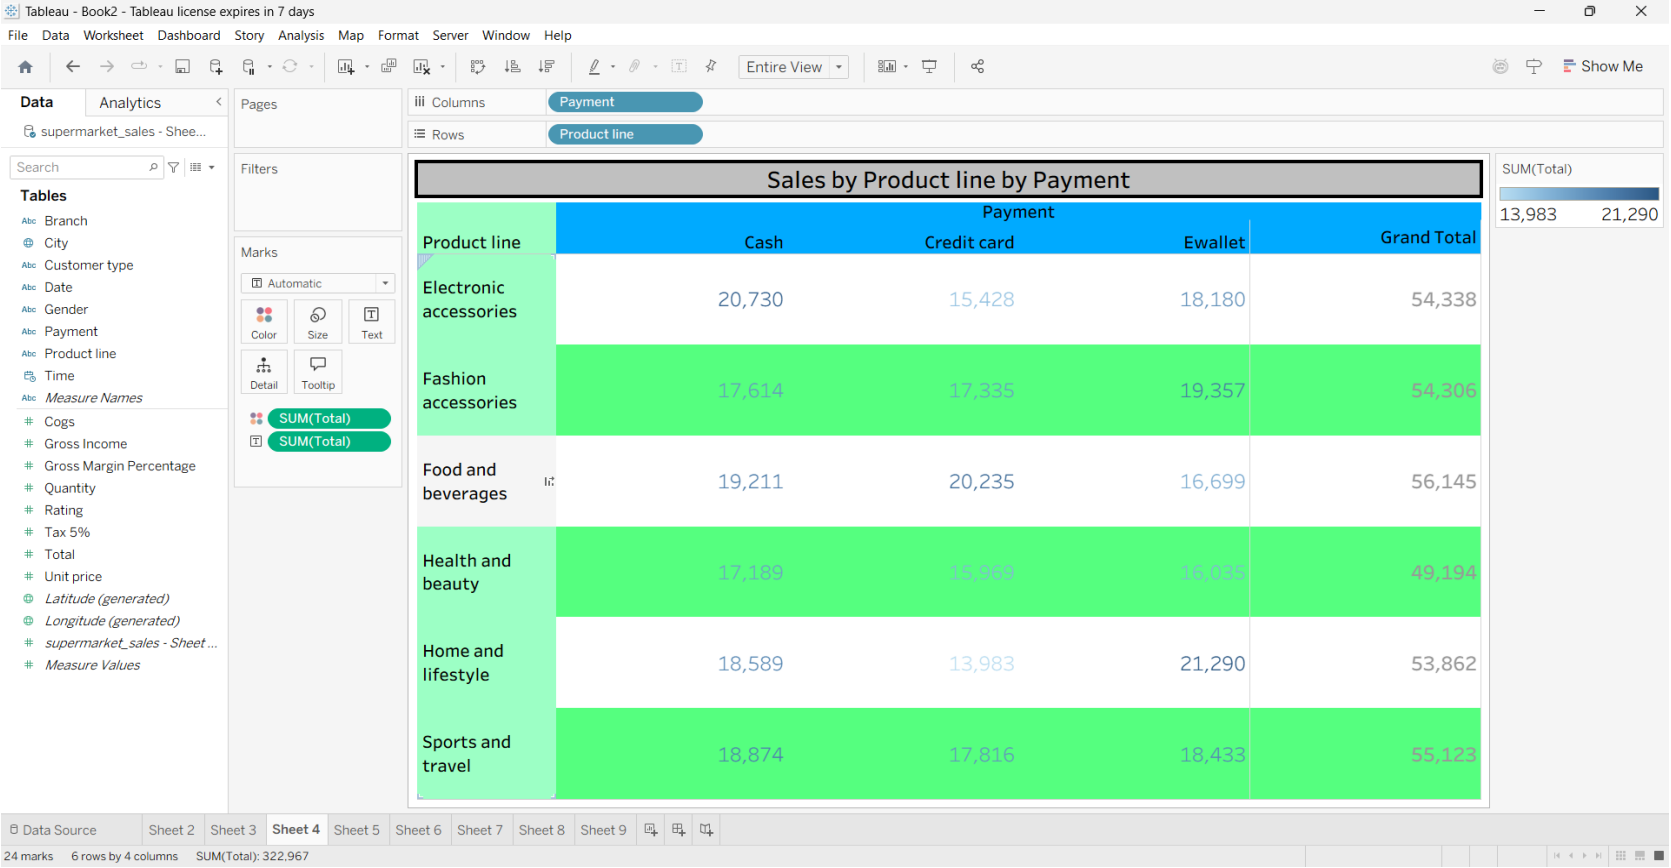 Tableau - Book2 - Tableau license expires in 7 days
File Data Worksheet Dashboard Story Analysis Map Format Server Window Help
Entire View
Show Me
Data Analytics
supermarket_sales - Shee...
Search
Tables
Abc Branch
City
Abc Customer type
Abc Date
Abc Gender
Abc Payment
Abc Product line
Time
Abc Measure Names
# Cogs
# Gross Income
# Gross Margin Percentage
# Quantity
# Rating
# Tax 5%
# Total
# Unit price
Latitude (generated)
Longitude (generated)
# supermarket_sales - Sheet ...
# Measure Values
Pages
Filters
Marks
Automatic
Color Size Text
Detail Tooltip
SUM(Total)
SUM(Total)
Columns Payment
Rows Product line
Sales by Product line by Payment
Payment
Product line Cash Credit card Ewallet Grand Total
Electronic
accessories 20,730 15,428 18,180 54,338
Fashion
accessories 17,614 17,335 19,357 54,306
Food and
beverages 19,211 20,235 16,699 56,145
Health and
beauty 17,189 15,969 16,035 49,194
Home and
lifestyle 18,589 13,983 21,290 53,862
Sports and
travel 18,874 17,816 18,433 55,123
SUM(Total)
13,983 21,290
Data Source Sheet 2 Sheet 3 Sheet 4 Sheet 5 Sheet 6 Sheet 7 Sheet 8 Sheet 9
24 marks 6 rows by 4 columns SUM(Total): 322,967